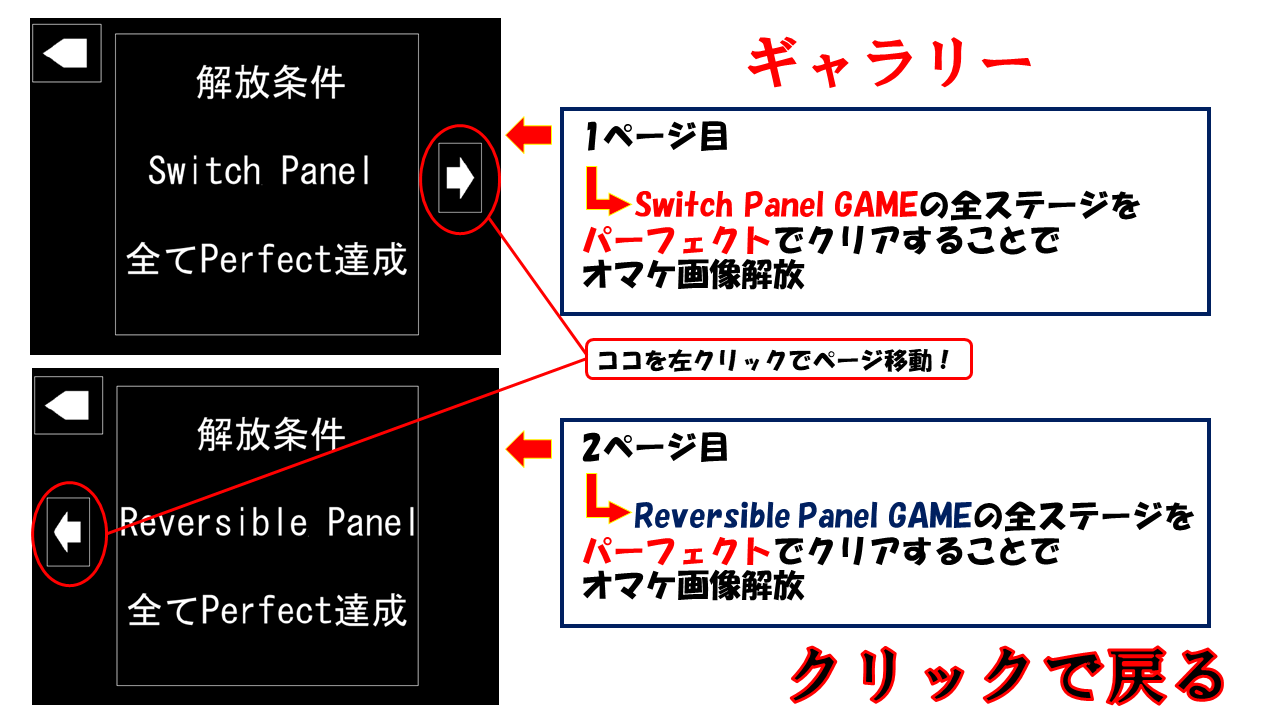 ギャラリー
解放条件
Switch Panel
全てPerfect達成
1ページ目
Switch Panel GAMEの全ステージを
パーフェクトでクリアすることで
オマケ画像解放
ココを左クリックでページ移動！
解放条件
Reversible Panel
全てPerfect達成
2ページ目
Reversible Panel GAMEの全ステージを
パーフェクトでクリアすることで
オマケ画像解放
クリックで戻る